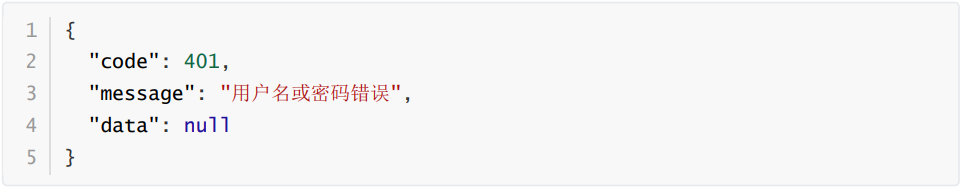 1 {
2 "code": 401,
3 "message": "用户名或密码错误",
4 "data": null
5 }